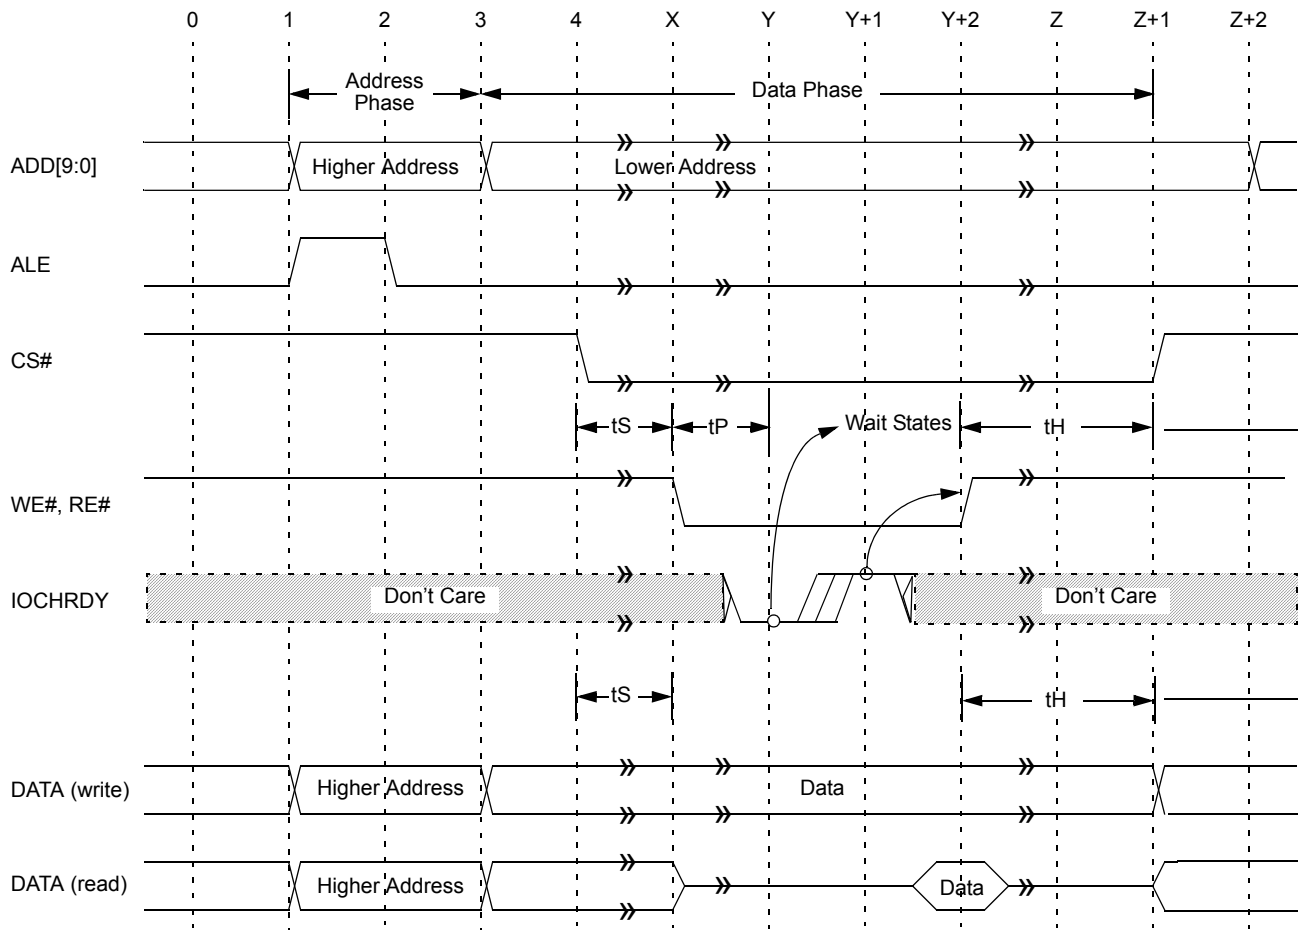 0 1 2 3 4 X Y Y+1 Y+2 Z Z+1 Z+2
Address
Phase
Data Phase
ADD[9:0]
Higher Address
Lower Address
ALE
CS#
tS
tP
Wait States
tH
WE#, RE#
IOCHRDY
Don't Care
Don't Care
tS
tH
DATA (write)
Higher Address
Data
DATA (read)
Higher Address
Data